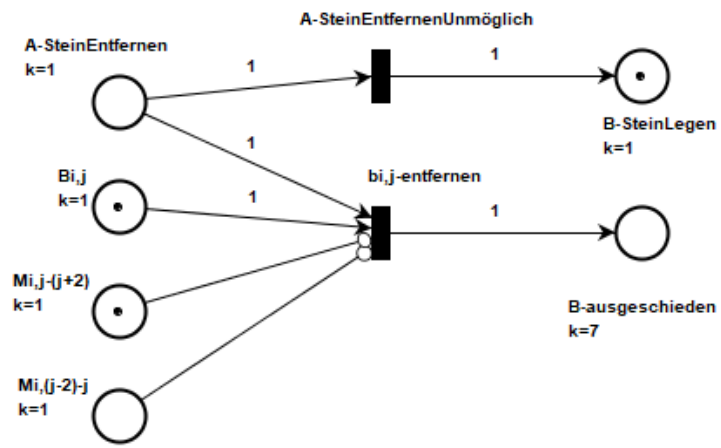 A-SteinEntfernenUnmöglich
A-SteinEntfernen
k=1
1
1
B-SteinLegen
k=1
1
Bi,j
k=1
1
bi,j-entfernen
1
Mi,j-(j+2)
k=1
B-ausgeschieden
k=7
Mi,(j-2)-j
k=1